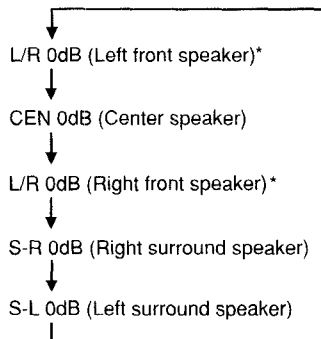 L/R 0dB (Left front speaker)*
CEN 0dB (Center speaker)
L/R 0dB (Right front speaker)*
S-R 0dB (Right surround speaker)
S-L 0dB (Left surround speaker)